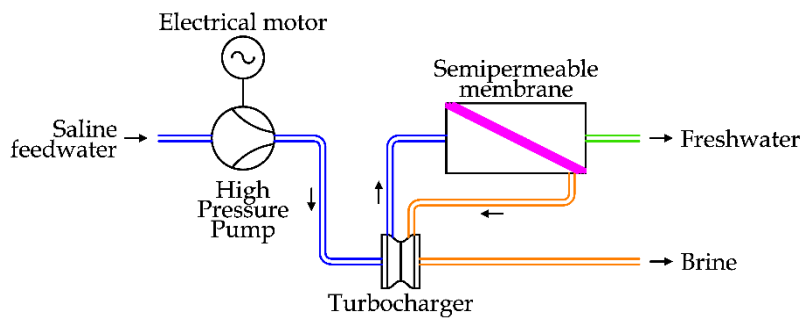 Electrical motor
Semipermeable
membrane
Saline
feedwater
Freshwater
High
Pressure
Pump
Brine
Turbocharger